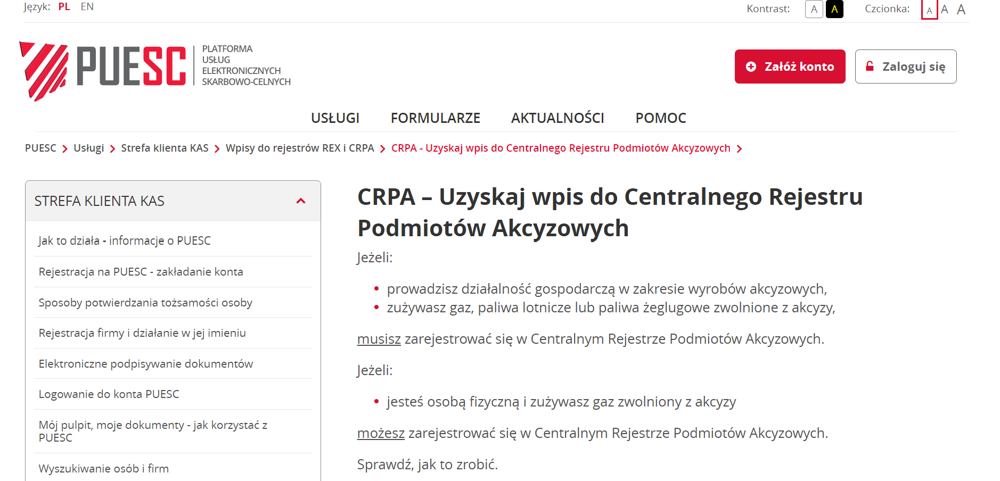 Język: PL EN
Kontrast: A A Czcionka: A A A
PUESC
PLATFORMA
USŁUG
ELEKTRONICZNYCH
SKARBOWO-CELNYCH
Załóż konto
Zaloguj się
USŁUGI FORMULARZE AKTUALNOŚCI POMOC
PUESC Usługi Strefa klienta KAS Wpisy do rejestrów REX i CRPA CRPA - Uzyskaj wpis do Centralnego Rejestru Podmiotów Akcyzowych
STREFA KLIENTA KAS
Jak to działa - informacje o PUESC
Rejestracja na PUESC - zakładanie konta
Sposoby potwierdzania tożsamości osoby
Rejestracja firmy i działanie w jej imieniu
Elektroniczne podpisywanie dokumentów
Logowanie do konta PUESC
Mój pulpit, moje dokumenty - jak korzystać z
PUESC
Wyszukiwanie osób i firm
CRPA – Uzyskaj wpis do Centralnego Rejestru
Podmiotów Akcyzowych
Jeżeli:
prowadzisz działalność gospodarczą w zakresie wyrobów akcyzowych,
zużywasz gaz, paliwa lotnicze lub paliwa żeglugowe zwolnione z akcyzy,
musisz zarejestrować się w Centralnym Rejestrze Podmiotów Akcyzowych.
Jeżeli:
jesteś osobą fizyczną i zużywasz gaz zwolniony z akcyzy
możesz zarejestrować się w Centralnym Rejestrze Podmiotów Akcyzowych.
Sprawdź, jak to zrobić.